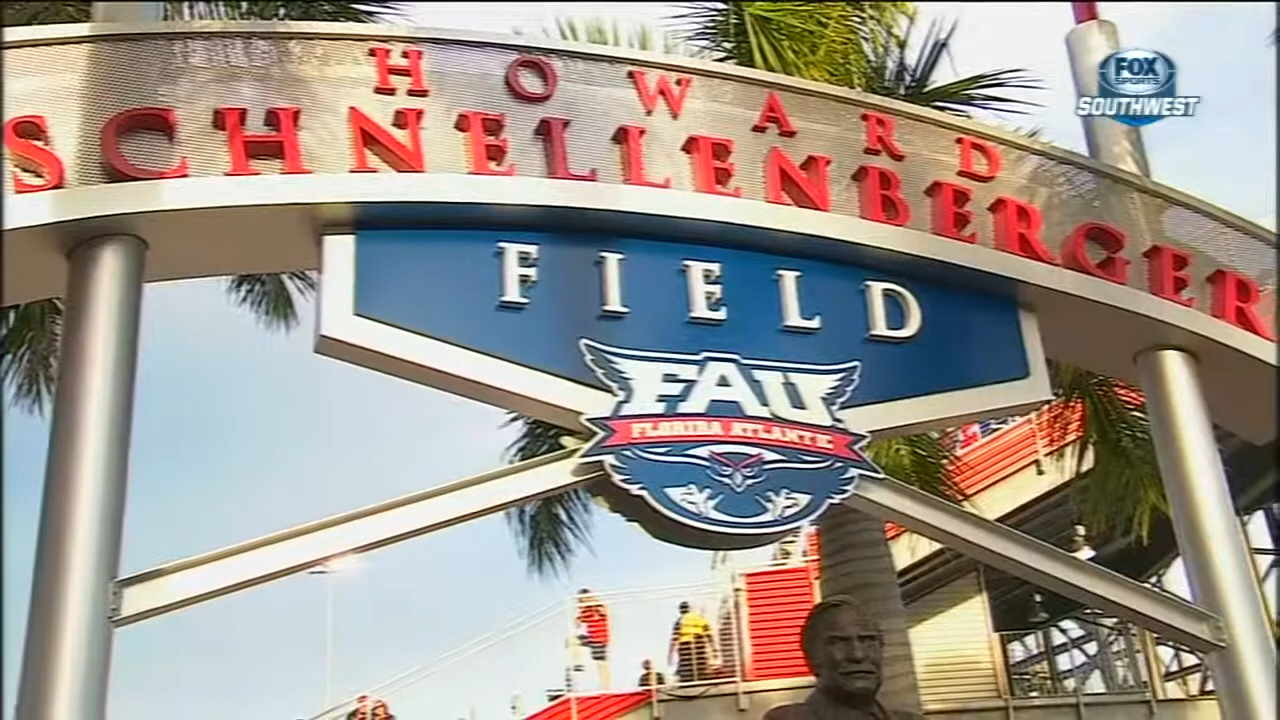 HOWARD
SCHNELLENBERGER
FIELD
FAU
FLORIDA ATLANTIC
FOX
SPORTS
SOUTHWEST